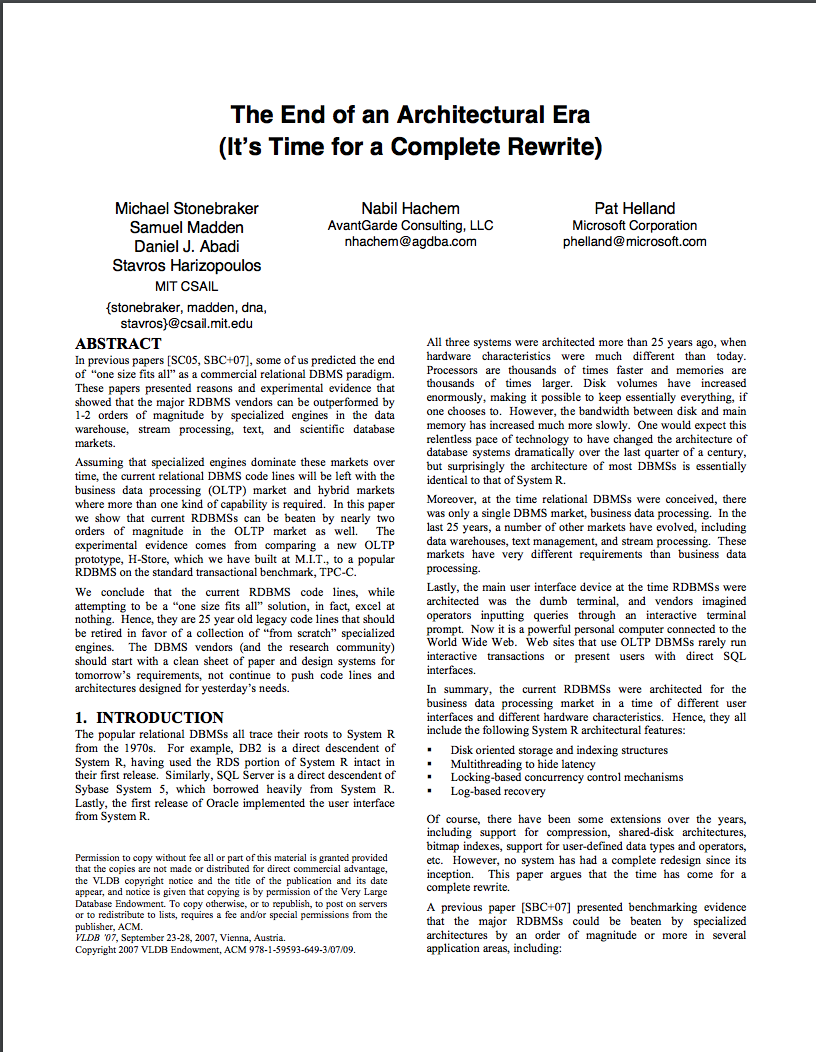 The End of an Architectural Era
(It's Time for a Complete Rewrite)
Michael Stonebraker
Samuel Madden
Daniel J. Abadi
Stavros Harizopoulos
MIT CSAIL
{stonebraker, madden, dna,
stavros}@csail.mit.edu
Nabil Hachem
AvantGarde Consulting, LLC
nhachem@agdba.com
Pat Helland
Microsoft Corporation
phelland@microsoft.com
ABSTRACT
In previous papers [SC05, SBC+07], some of us predicted the end
of "one size fits all" as a commercial relational DBMS paradigm.
These papers presented reasons and experimental evidence that
showed that the major RDBMS vendors can be outperformed by
1-2 orders of magnitude by specialized engines in the data
warehouse, stream processing, text, and scientific database
markets.
Assuming that specialized engines dominate these markets over
time, the current relational DBMS code lines will be left with the
business data processing (OLTP) market and hybrid markets
where more than one kind of capability is required. In this paper
we show that current RDBMSs can be beaten by nearly two
orders of magnitude in the OLTP market as well. The
experimental evidence comes from comparing a new OLTP
prototype, H-Store, which we have built at M.I.T., to a popular
RDBMS on the standard transactional benchmark, TPC-C.
We conclude that the current RDBMS code lines, while
attempting to be a "one size fits all" solution, in fact, excel at
nothing. Hence, they are 25 year old legacy code lines that should
be retired in favor of a collection of "from scratch" specialized
engines. The DBMS vendors (and the research community)
should start with a clean sheet of paper and design systems for
tomorrow's requirements, not continue to push code lines and
architectures designed for yesterday's needs.
1. INTRODUCTION
The popular relational DBMSs all trace their roots to System R
from the 1970s. For example, DB2 is a direct descendent of
System R, having used the RDS portion of System R intact in
their first release. Similarly, SQL Server is a direct descendent of
Sybase System 5, which borrowed heavily from System R.
Lastly, the first release of Oracle implemented the user interface
from System R.
Permission to copy without fee all or part of this material is granted provided
that the copies are not made or distributed for direct commercial advantage,
the VLDB copyright notice and the title of the publication and its date
appear, and notice is given that copying is by permission of the Very Large
Database Endowment. To copy otherwise, or to republish, to post on servers
or to redistribute to lists, requires a fee and/or special permissions from the
publisher, ACM.
VLDB '07, September 23-28, 2007, Vienna, Austria.
Copyright 2007 VLDB Endowment, ACM 978-1-59593-649-3/07/09.
All three systems were architected more than 25 years ago, when
hardware characteristics were much different than today.
Processors are thousands of times faster and memories are
thousands of times larger. Disk volumes have increased
enormously, making it possible to keep essentially everything, if
one chooses to. However, the bandwidth between disk and main
memory has increased much more slowly. One would expect this
relentless pace of technology to have changed the architecture of
database systems dramatically over the last quarter of a century,
but surprisingly the architecture of most DBMSs is essentially
identical to that of System R.
Moreover, at the time relational DBMSs were conceived, there
was only a single DBMS market, business data processing. In the
last 25 years, a number of other markets have evolved, including
data warehouses, text management, and stream processing. These
markets have very different requirements than business data
processing.
Lastly, the main user interface device at the time RDBMSs were
architected was the dumb terminal, and vendors imagined
operators inputting queries through an interactive terminal
prompt. Now it is a powerful personal computer connected to the
World Wide Web. Web sites that use OLTP DBMSs rarely run
interactive transactions or present users with direct SQL
interfaces.
In summary, the current RDBMSs were architected for the
business data processing market in a time of different user
interfaces and different hardware characteristics. Hence, they all
include the following System R architectural features:
▪ Disk oriented storage and indexing structures
▪ Multithreading to hide latency
▪ Locking-based concurrency control mechanisms
▪ Log-based recovery
Of course, there have been some extensions over the years,
including support for compression, shared-disk architectures,
bitmap indexes, support for user-defined data types and operators,
etc. However, no system has had a complete redesign since its
inception. This paper argues that the time has come for a
complete rewrite.
A previous paper [SBC+07] presented benchmarking evidence
that the major RDBMSs could be beaten by specialized
architectures by an order of magnitude or more in several
application areas, including: